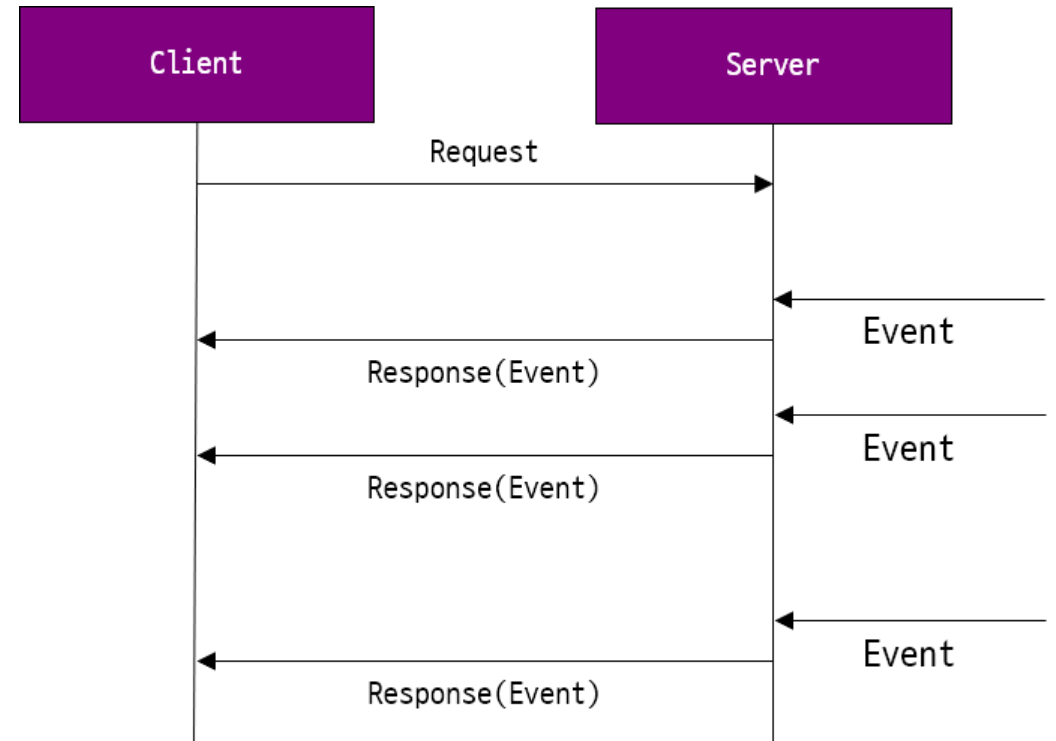 Client
Server
Request
Event
Response(Event)
Event
Response(Event)
Event
Response(Event)